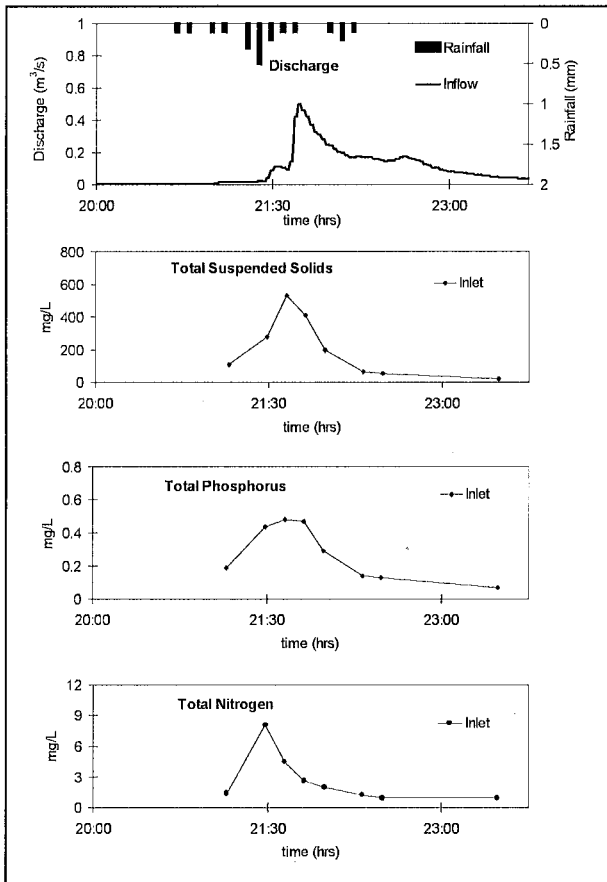 Discharge
Discharge (m³/s)
1
0.8
0.6
0.4
0.2
0
Rainfall
Inflow
0
0.5
1
1.5
2
Rainfall (mm)
20:00
21:30
23:00
time (hrs)
Total Suspended Solids
mg/L
800
600
400
200
0
Inlet
20:00
21:30
23:00
time (hrs)
Total Phosphorus
mg/L
0.8
0.6
0.4
0.2
0
Inlet
20:00
21:30
23:00
time (hrs)
Total Nitrogen
mg/L
12
9
6
3
0
Inlet
20:00
21:30
23:00
time (hrs)